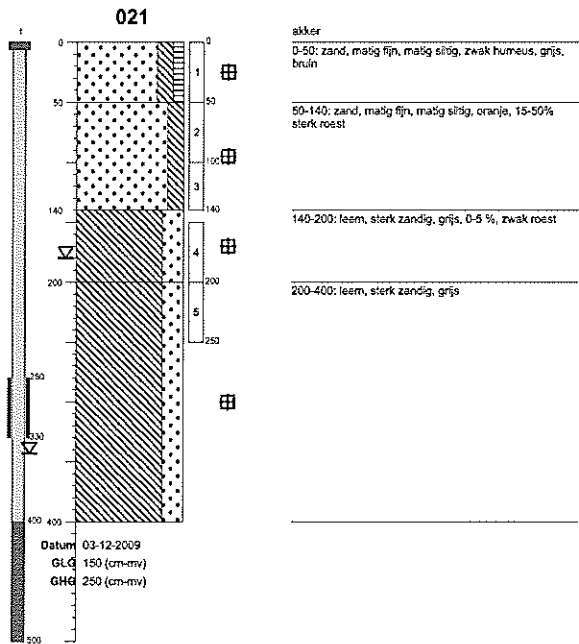 021
akker
0-50: zand, matig fijn, matig siltig, zwak humeus, grijs,
bruin
50-140: zand, matig fijn, matig siltig, oranje, 15-50%
sterk roest
140-200: leem, sterk zandig, grijs, 0-5 %, zwak roest
200-400: leem, sterk zandig, grijs
0
50
140
200
400
0
50
100
140
200
250
1
2
3
4
5
330
400
500
Datum 03-12-2009
GLG 150 (cm-mv)
GHG 250 (cm-mv)